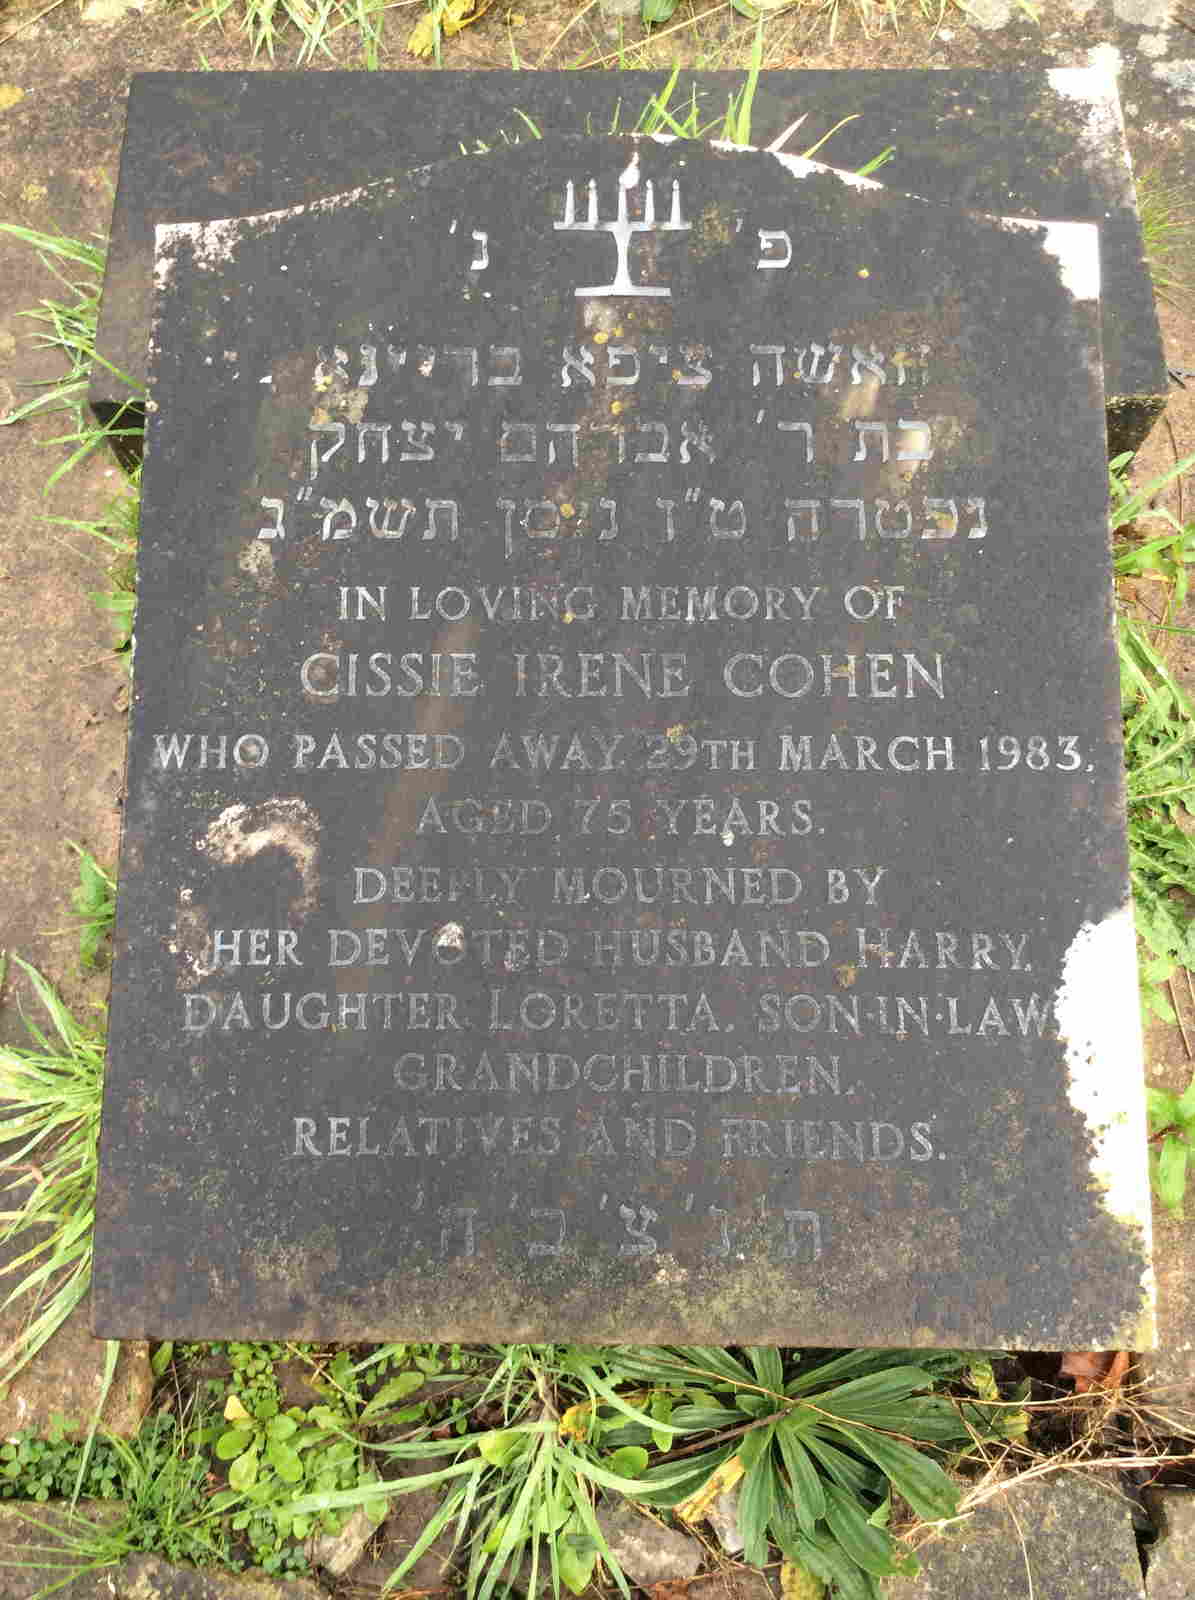 פ' נ'
האשה ציפא בריינא
בת ר' אברהם יצחק
נפטרה ט"ו ניסן תשמ"ג
IN LOVING MEMORY OF
CISSIE IRENE COHEN
WHO PASSED AWAY 29TH MARCH 1983,
AGED 75 YEARS.
DEEPLY MOURNED BY
HER DEVOTED HUSBAND HARRY,
DAUGHTER LORETTA, SON-IN-LAW
GRANDCHILDREN,
RELATIVES AND FRIENDS.
ת' נ' צ' ב' ה'